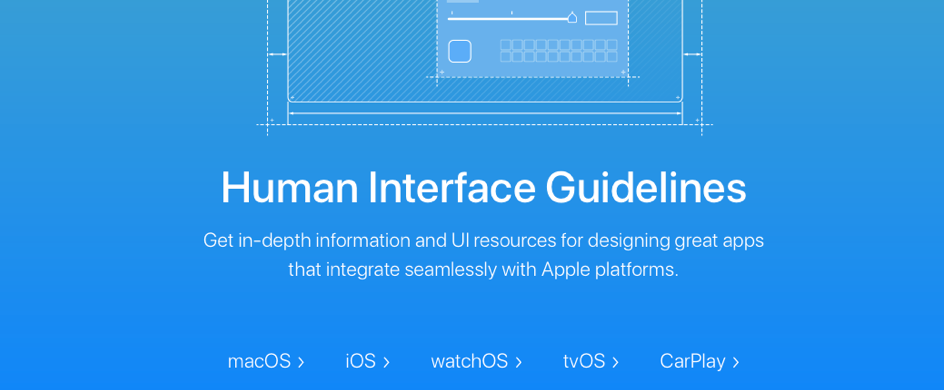 Human Interface Guidelines
Get in-depth information and UI resources for designing great apps
that integrate seamlessly with Apple platforms.
macOS > iOS > watchOS > tvOS > CarPlay >